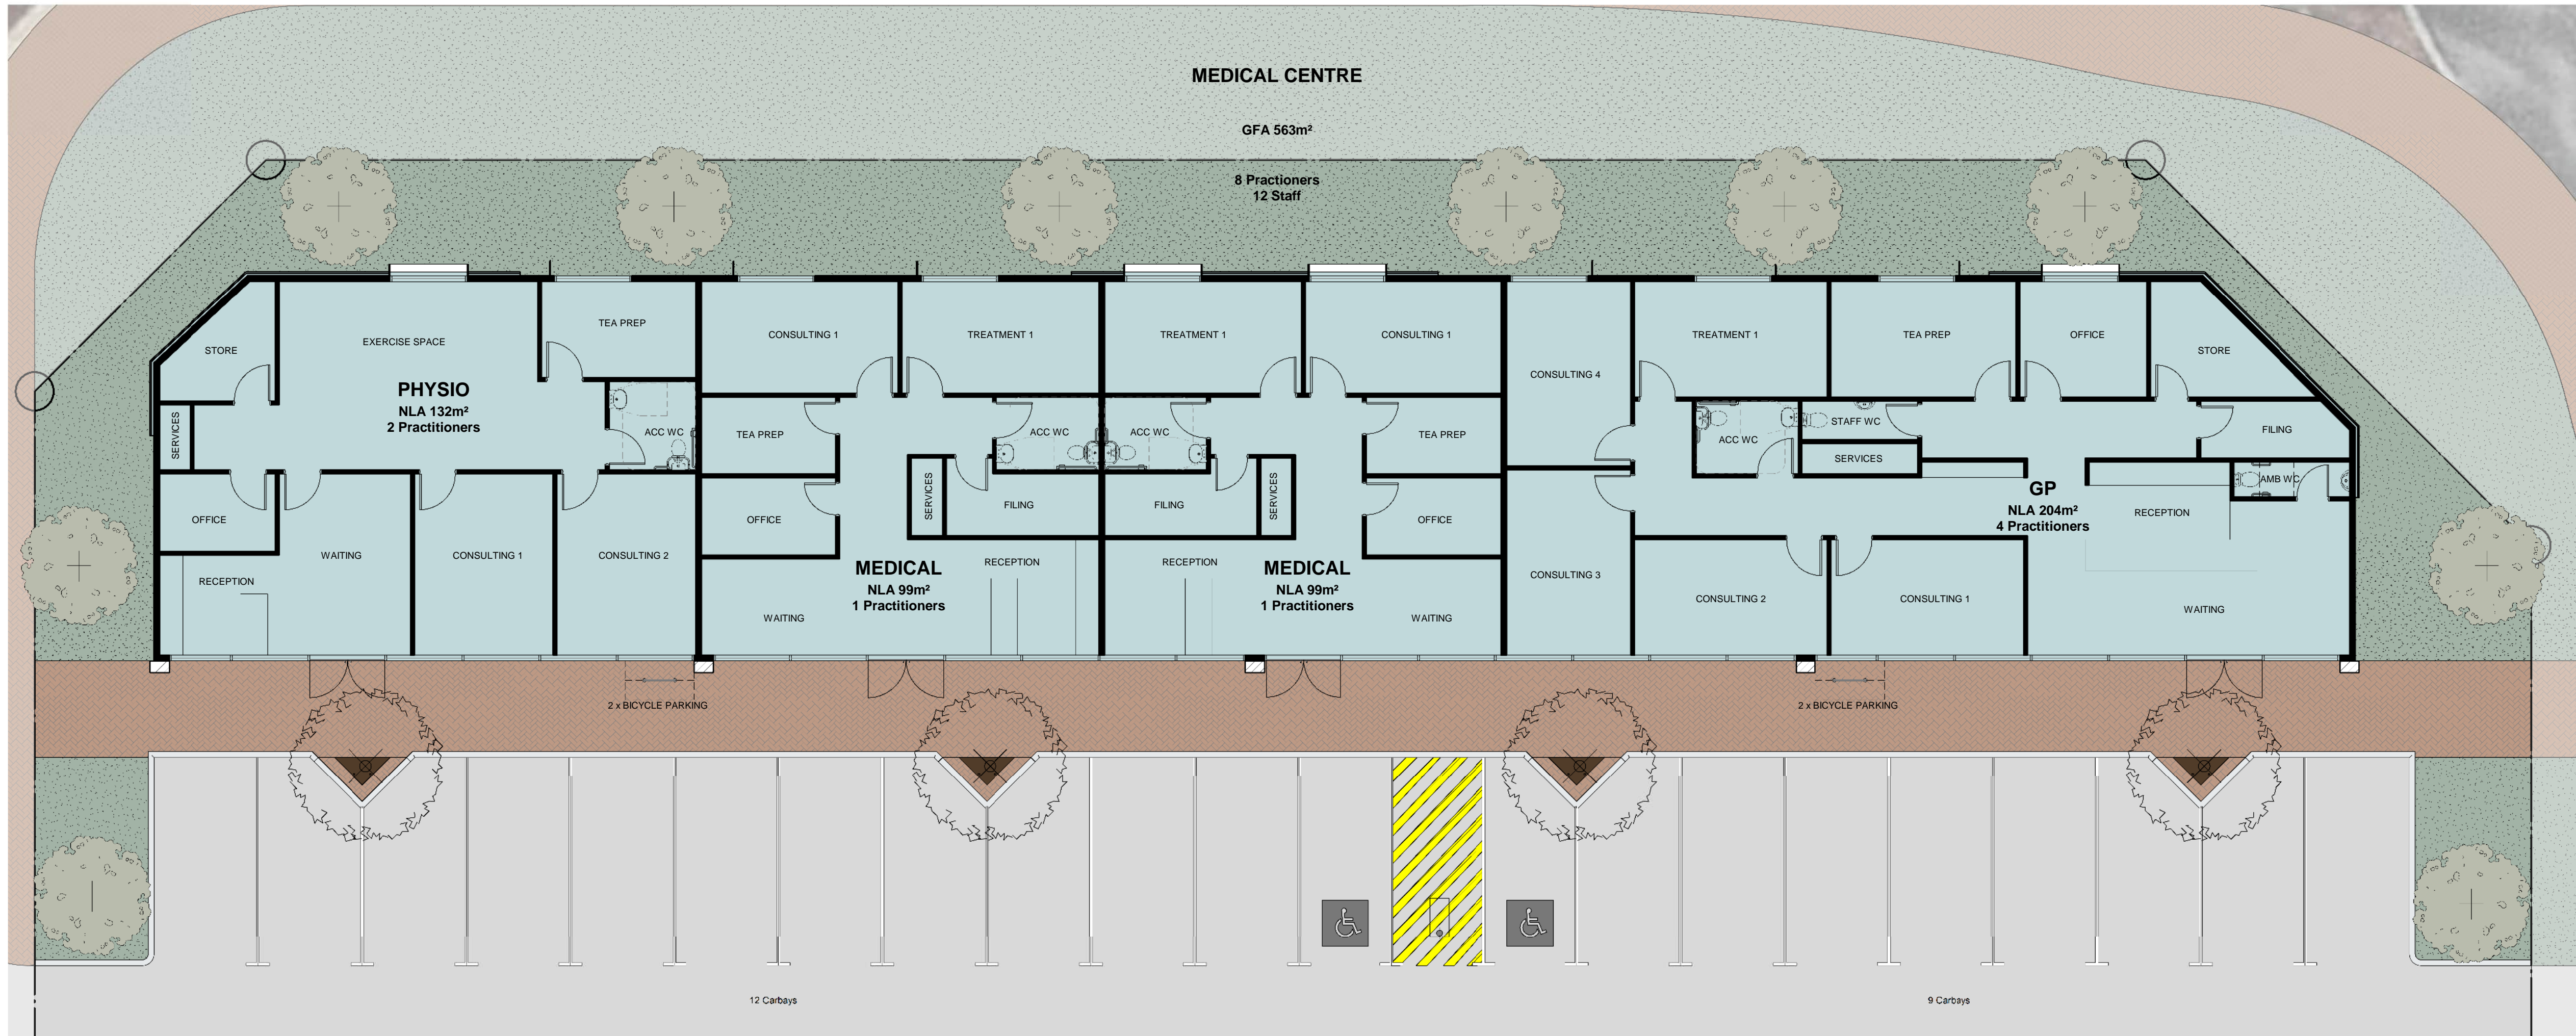 MEDICAL CENTRE
GFA 563m²
8 Practioners
12 Staff
STORE
EXERCISE SPACE
TEA PREP
PHYSIO
NLA 132m²
2 Practitioners
SERVICES
ACC WC
OFFICE
WAITING
RECEPTION
CONSULTING 1
CONSULTING 2
CONSULTING 1
TREATMENT 1
TEA PREP
ACC WC
OFFICE
SERVICES
FILING
MEDICAL
NLA 99m²
1 Practitioners
RECEPTION
WAITING
TREATMENT 1
CONSULTING 1
ACC WC
TEA PREP
FILING
SERVICES
OFFICE
RECEPTION
MEDICAL
NLA 99m²
1 Practitioners
WAITING
CONSULTING 4
TREATMENT 1
TEA PREP
OFFICE
STORE
ACC WC
STAFF WC
SERVICES
FILING
AMB WC
GP
NLA 204m²
4 Practitioners
RECEPTION
CONSULTING 3
CONSULTING 2
CONSULTING 1
WAITING
2 x BICYCLE PARKING
2 x BICYCLE PARKING
12 Carbays
9 Carbays